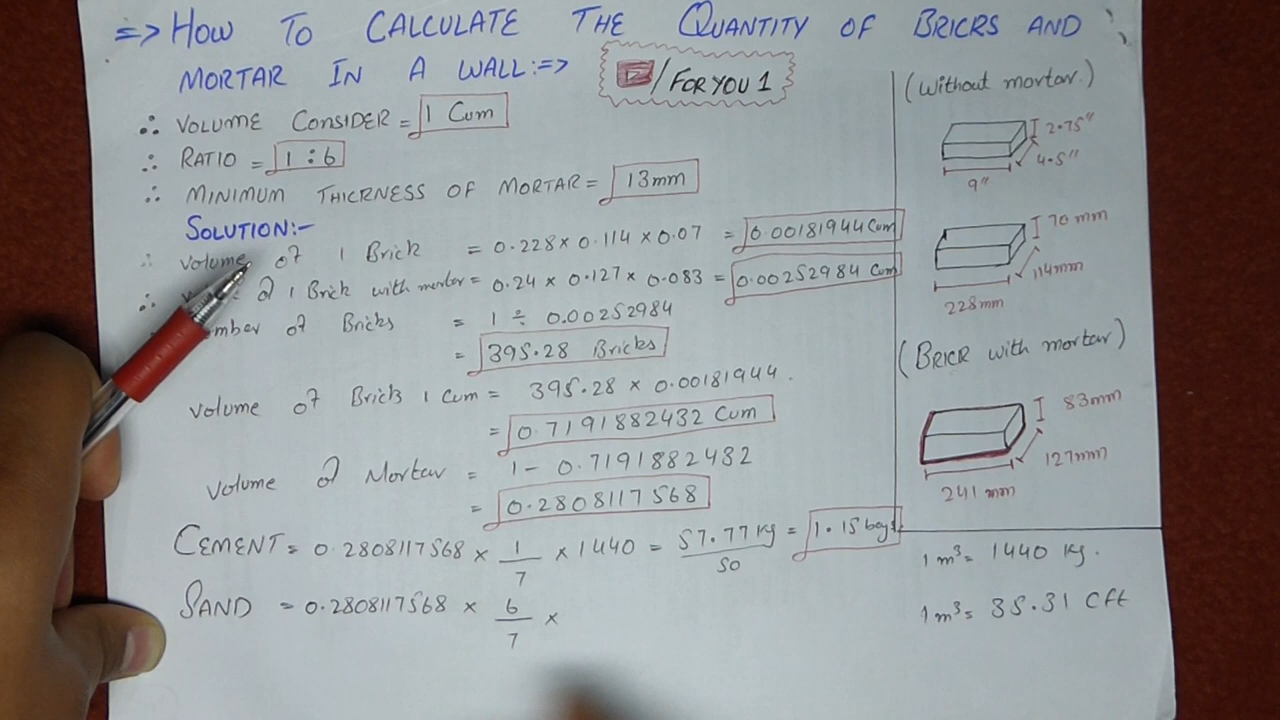 => HOW TO CALCULATE THE QUANTITY OF BRICKS AND
MORTAR IN A WALL:=>
/ FOR YOU 1
∴ VOLUME CONSIDER = 1 Cum
∴ RATIO = 1:6
∴ MINIMUM THICKNESS OF MORTAR = 13mm
SOLUTION:-
∴ Volume of 1 Brick = 0.228 x 0.114 x 0.07 = 0.00181944 Cum
∴ of 1 Brick with mortar = 0.24 x 0.127 x 0.083 = 0.00252984 Cum
mber of Bricks = 1 ÷ 0.00252984
= 395.28 Bricks
Volume of Brick 1 Cum = 395.28 x 0.00181944.
= 0.7191882432 Cum
Volume of Mortar = 1 - 0.7191882432
= 0.2808117568
CEMENT = 0.2808117568 x 1/7 x 1440 = 57.77 Kg/50 = 1.15 bags
SAND = 0.2808117568 x 6/7 x
(Without mortar)
2.75"
4.5"
9"
70 mm
114mm
228mm
(BRICK with mortar)
83mm
127mm
241 mm
1 m³ = 1440 Kg.
1 m³ = 35.31 Cft